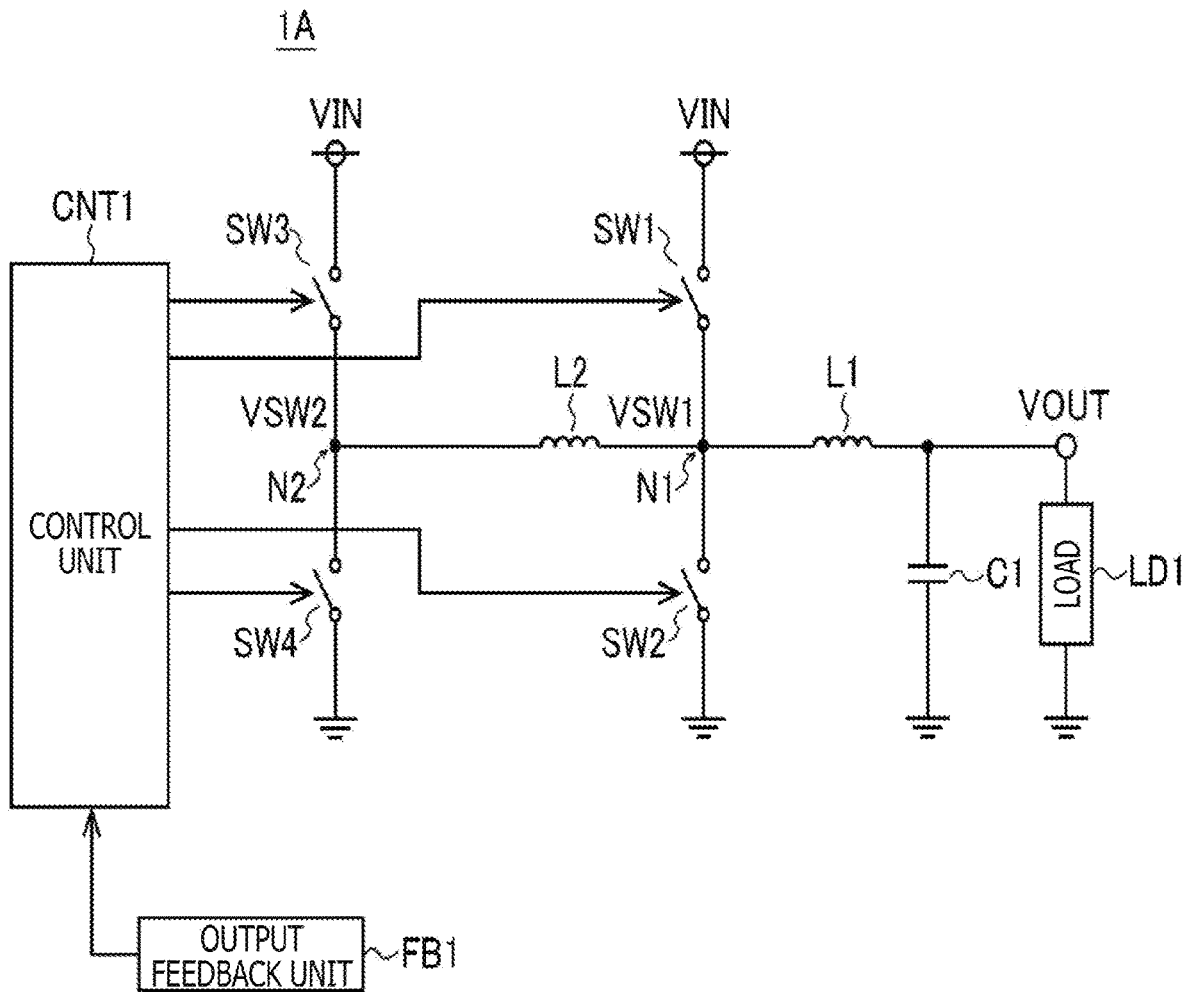 1A
VIN
VIN
CNT1
SW3
SW1
L2
L1
VSW2
VSW1
VOUT
N2
N1
CONTROL
UNIT
C1
LOAD
LD1
SW4
SW2
OUTPUT
FEEDBACK UNIT
FB1